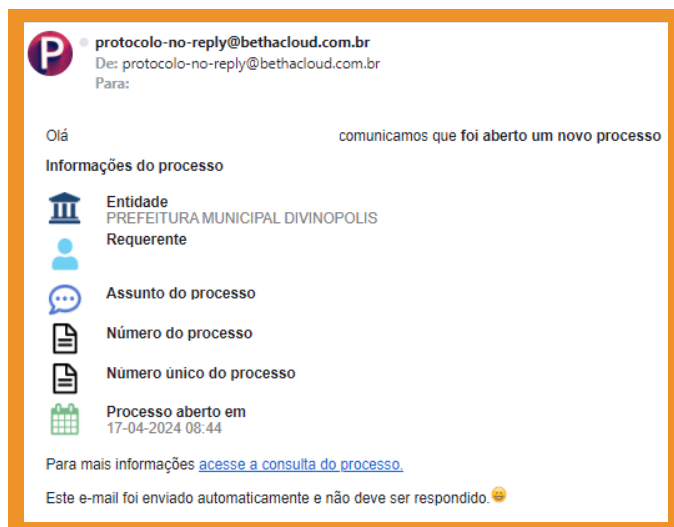 P
protocolo-no-reply@bethacloud.com.br
De: protocolo-no-reply@bethacloud.com.br
Para:
Olá comunicamos que foi aberto um novo processo
Informações do processo
Entidade
PREFEITURA MUNICIPAL DIVINOPOLIS
Requerente
Assunto do processo
Número do processo
Número único do processo
Processo aberto em
17-04-2024 08:44
Para mais informações acesse a consulta do processo.
Este e-mail foi enviado automaticamente e não deve ser respondido.😀